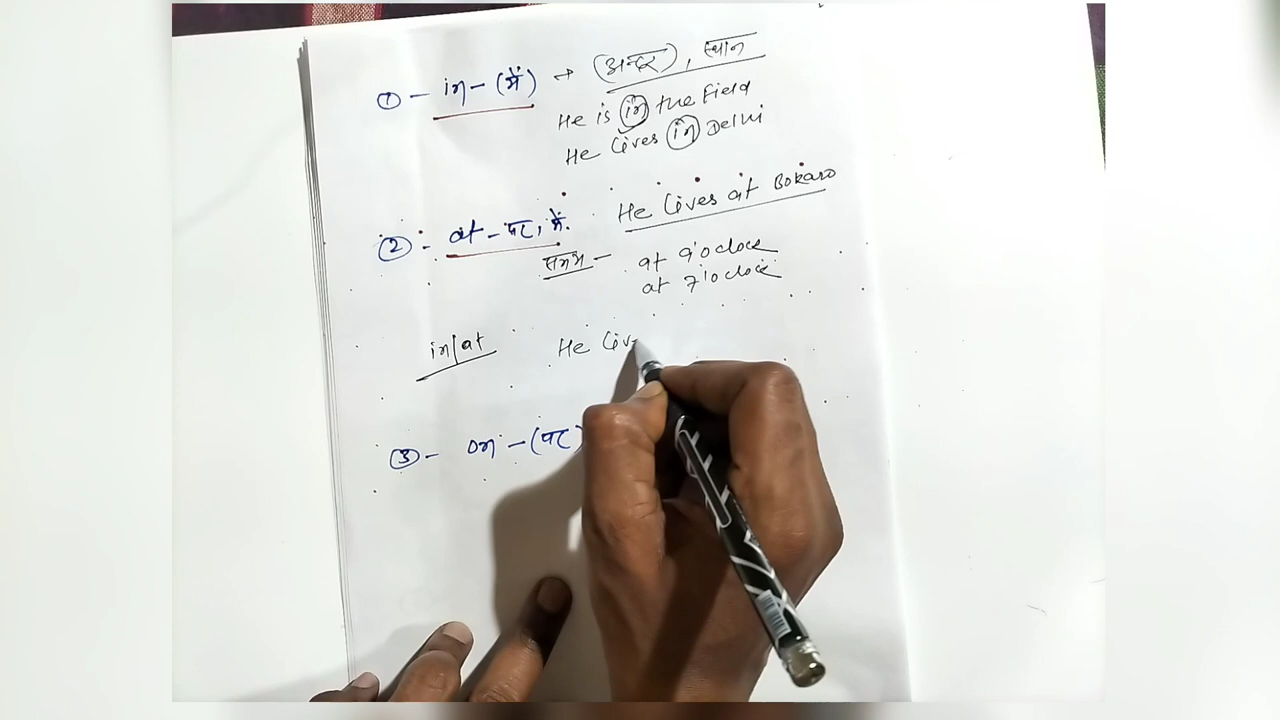 ① - in - (में) → (अन्दर), स्थान
He is in the Field
He lives in Delhi
② - at - पर, में. He lives at Bokaro
समय - at 9'o clock
at 7'o clock
in/at He liv
③ - on - (पर)